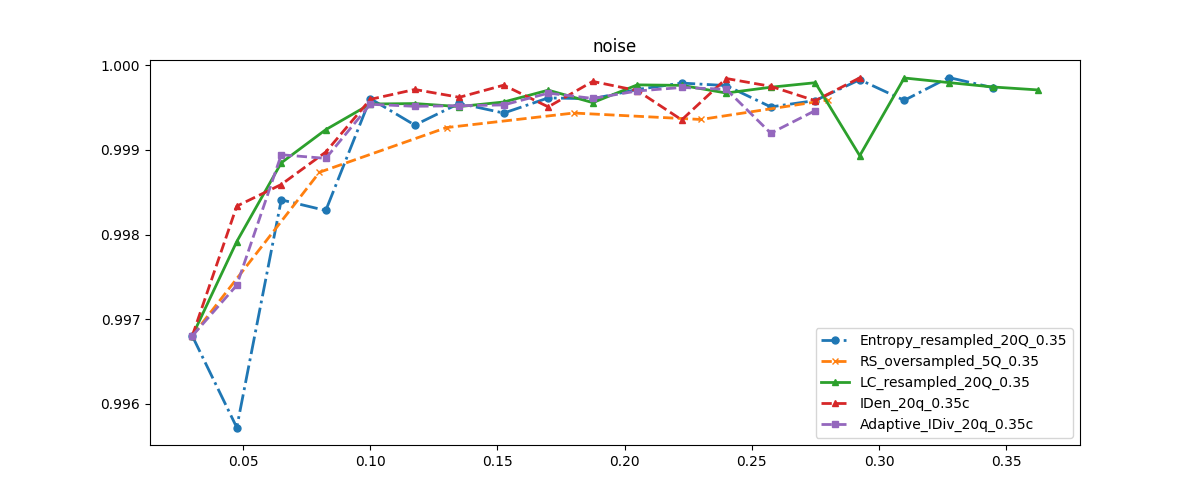 noise
1.000
0.999
0.998
0.997
0.996
0.05 0.10 0.15 0.20 0.25 0.30 0.35
Entropy_resampled_20Q_0.35
RS_oversampled_5Q_0.35
LC_resampled_20Q_0.35
IDen_20q_0.35c
Adaptive_IDiv_20q_0.35c